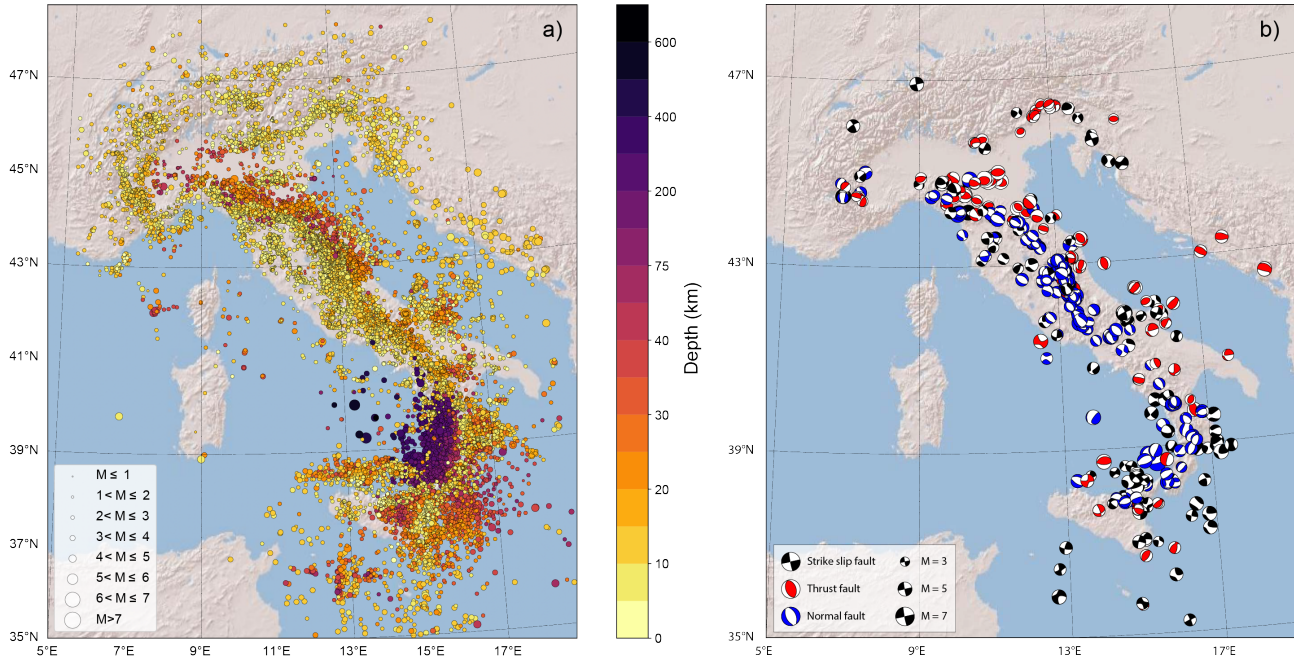 a)
47°N
45°N
43°N
41°N
39°N
37°N
35°N
M ≤ 1
1< M ≤ 2
2< M ≤ 3
3< M ≤ 4
4< M ≤ 5
5< M ≤ 6
6< M ≤ 7
M>7
5°E
7°E
9°E
11°E
13°E
15°E
17°E
600
400
200
75
40
30
20
10
0
Depth (km)
b)
47°N
45°N
43°N
41°N
39°N
35°N
Strike slip fault
M = 3
Thrust fault
M = 5
Normal fault
M = 7
5°E
9°E
13°E
17°E